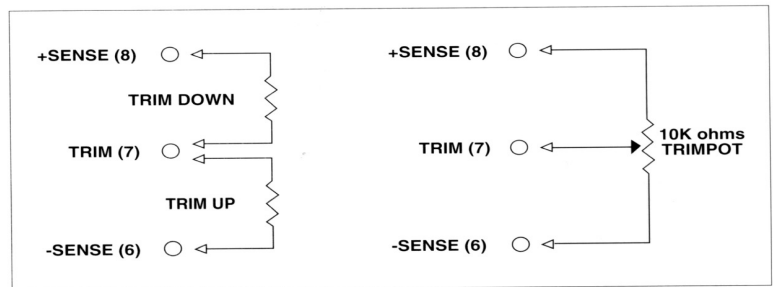 +SENSE (8)
TRIM DOWN
TRIM (7)
TRIM UP
-SENSE (6)
+SENSE (8)
TRIM (7)
10K ohms
TRIMPOT
-SENSE (6)